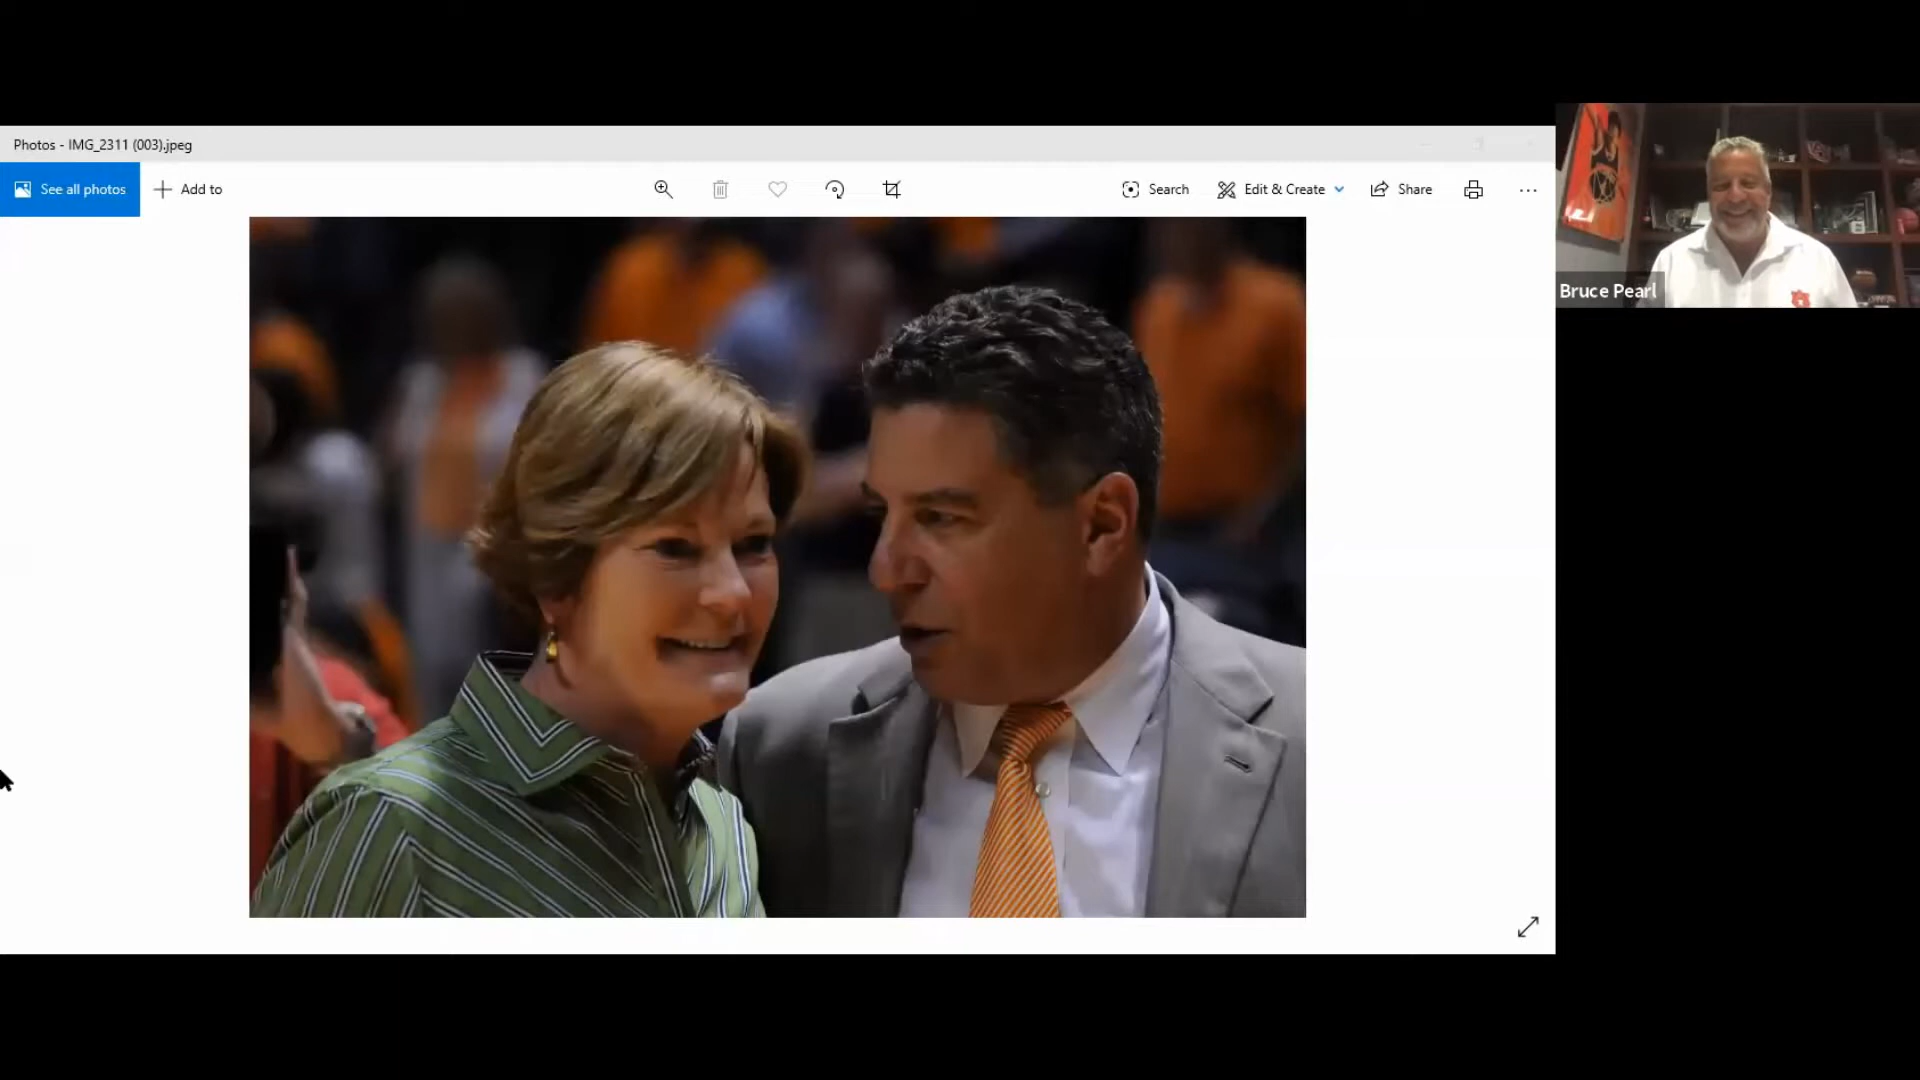 Photos - IMG_2311 (003).jpeg
See all photos
Add to
Search
Edit & Create
Share
Bruce Pearl